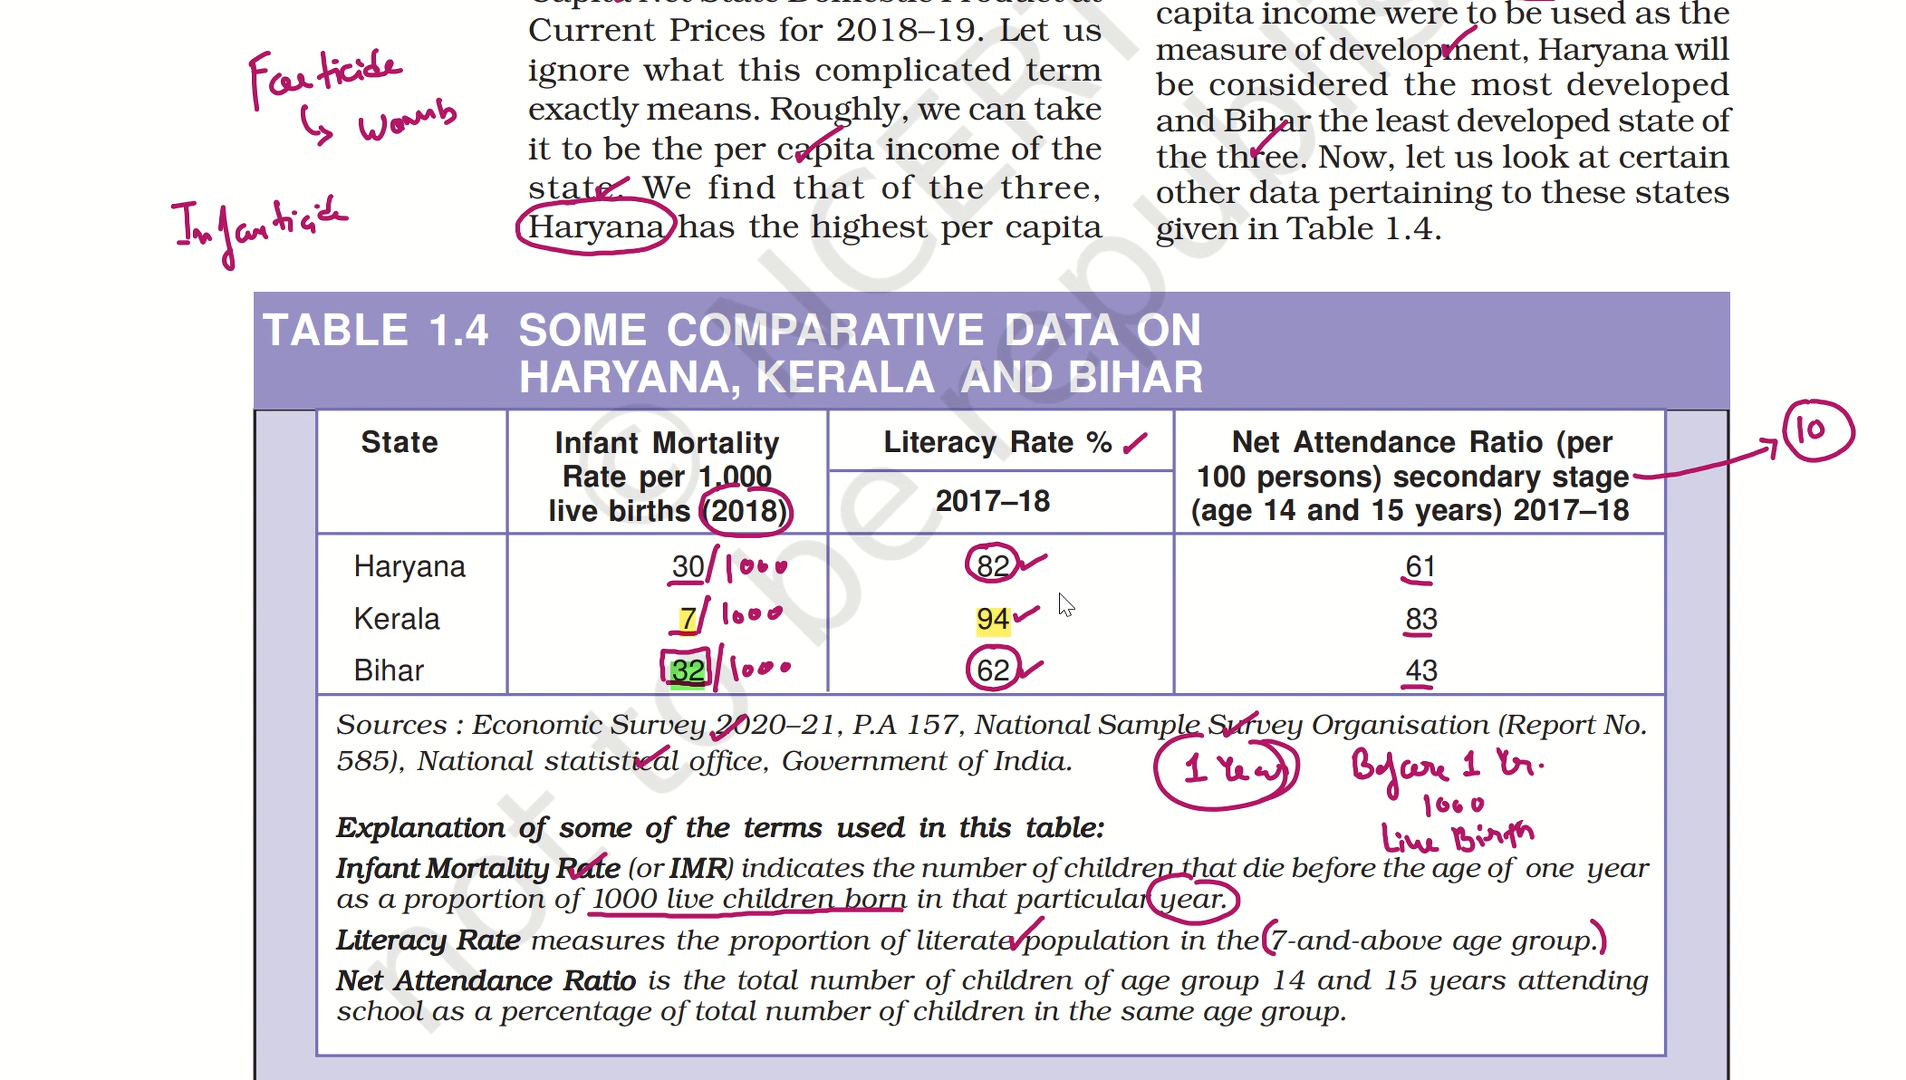 Capita Net State Domestic Product at
Current Prices for 2018–19. Let us
ignore what this complicated term
exactly means. Roughly, we can take
it to be the per capita income of the
state. We find that of the three,
Haryana has the highest per capita
capita income were to be used as the
measure of development, Haryana will
be considered the most developed
and Bihar the least developed state of
the three. Now, let us look at certain
other data pertaining to these states
given in Table 1.4.
Foeticide
womb
Infanticide
TABLE 1.4 SOME COMPARATIVE DATA ON
HARYANA, KERALA AND BIHAR
State
Infant Mortality
Rate per 1,000
live births (2018)
Literacy Rate %
2017–18
Net Attendance Ratio (per
100 persons) secondary stage
(age 14 and 15 years) 2017–18
10
Haryana 30 /1000 82 61
Kerala 7 /1000 94 83
Bihar 32 /1000 62 43
Sources : Economic Survey 2020–21, P.A 157, National Sample Survey Organisation (Report No.
585), National statistical office, Government of India.
1 Year
Before 1 Yr.
1000
Live Birth
Explanation of some of the terms used in this table:
Infant Mortality Rate (or IMR) indicates the number of children that die before the age of one year
as a proportion of 1000 live children born in that particular year.
Literacy Rate measures the proportion of literate population in the 7-and-above age group.
Net Attendance Ratio is the total number of children of age group 14 and 15 years attending
school as a percentage of total number of children in the same age group.
© NCERT
not to be republis